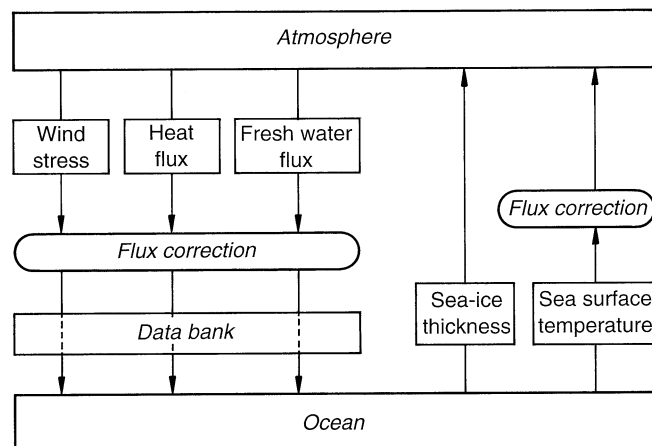 Atmosphere
Wind
stress
Heat
flux
Fresh water
flux
Flux correction
Flux correction
Sea-ice
thickness
Sea surface
temperature
Data bank
Ocean